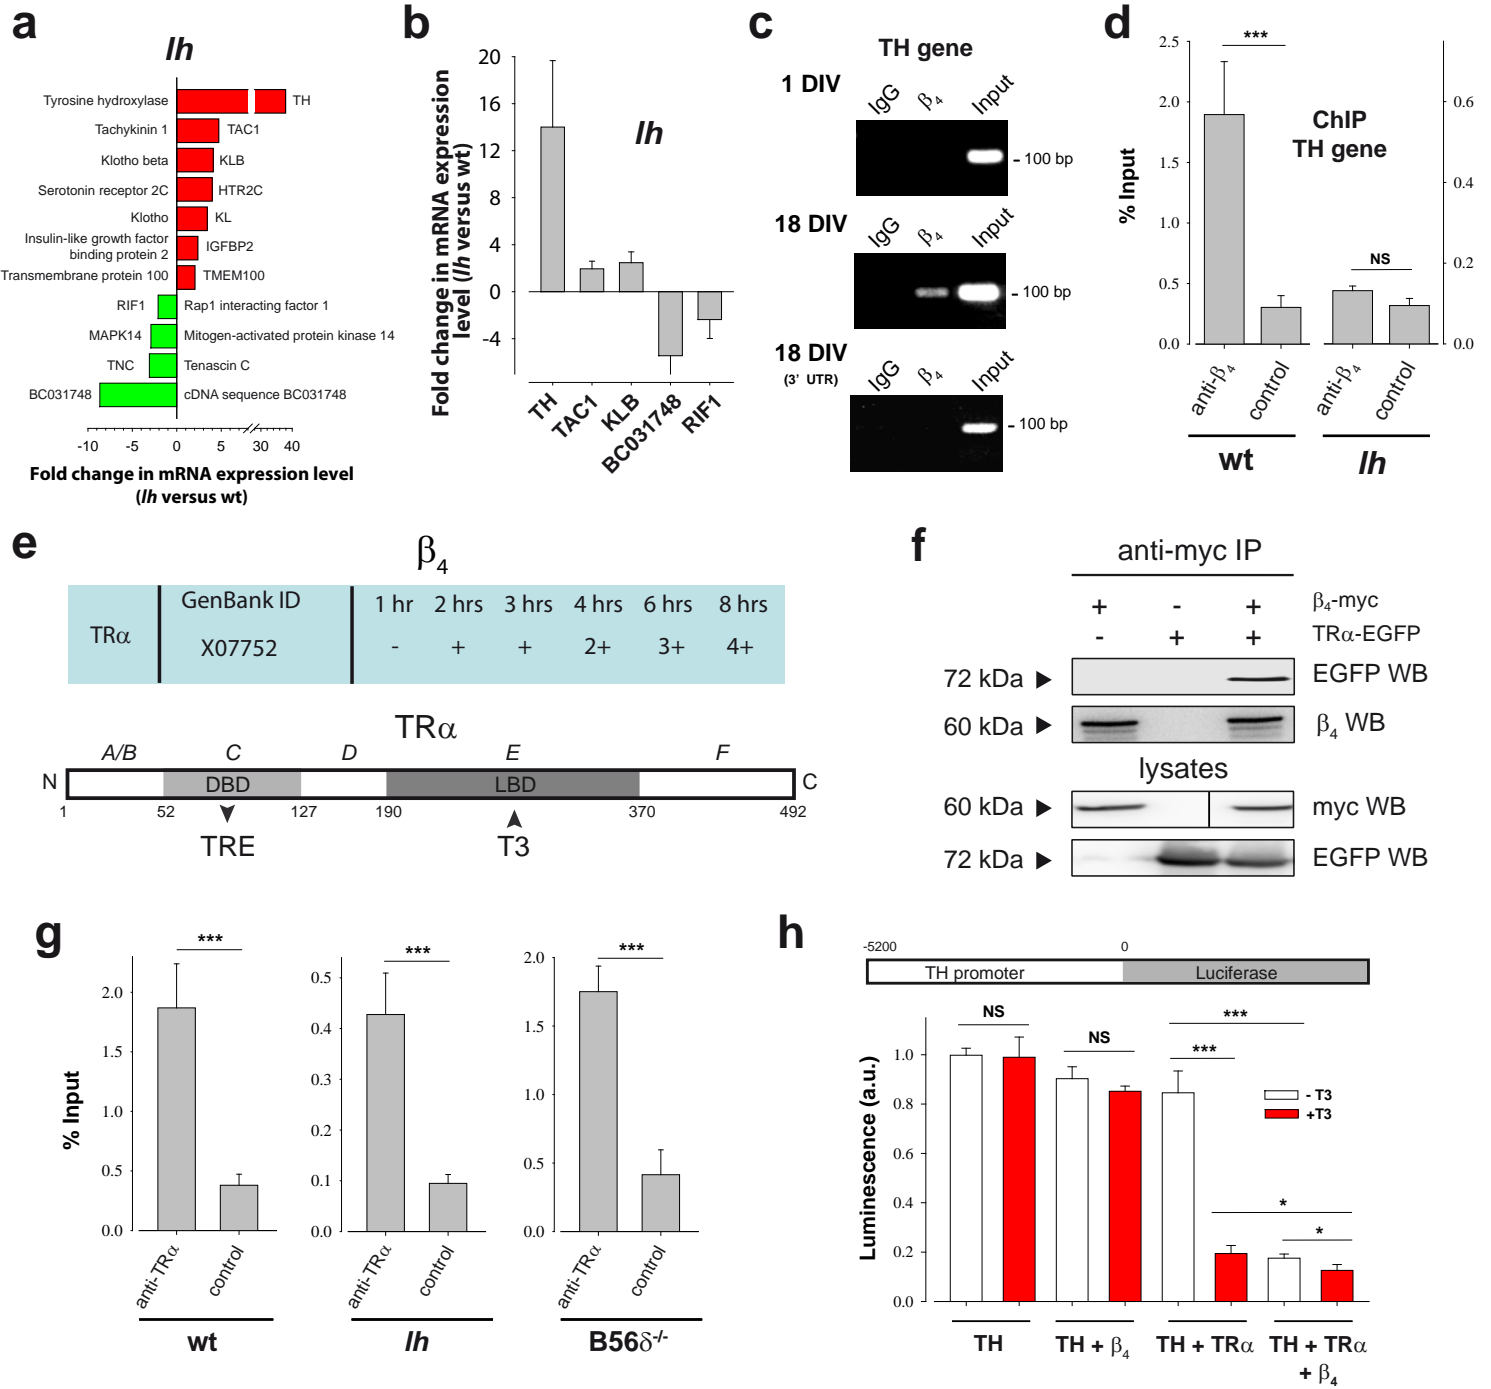 a
lh
Tyrosine hydroxylase TH
Tachykinin 1 TAC1
Klotho beta KLB
Serotonin receptor 2C HTR2C
Klotho KL
Insulin-like growth factor
binding protein 2 IGFBP2
Transmembrane protein 100 TMEM100
RIF1 Rap1 interacting factor 1
MAPK14 Mitogen-activated protein kinase 14
TNC Tenascin C
BC031748 cDNA sequence BC031748
-10 -5 0 5 30 40
Fold change in mRNA expression level
(lh versus wt)
b
Fold change in mRNA expression
level (lh versus wt)
lh
20
16
12
8
4
0
-4
TH TAC1 KLB BC031748 RIF1
c
TH gene
1 DIV
IgG β4 Input
- 100 bp
18 DIV
IgG β4 Input
- 100 bp
18 DIV
(3' UTR)
IgG β4 Input
- 100 bp
d
% Input
2.5
2.0
1.5
1.0
0.5
0.0
***
ChIP
TH gene
NS
0.6
0.4
0.2
0.0
anti-β4 control anti-β4 control
wt lh
e
β4
GenBank ID 1 hr 2 hrs 3 hrs 4 hrs 6 hrs 8 hrs
TRα X07752 - + + 2+ 3+ 4+
TRα
A/B C D E F
N DBD LBD C
1 52 127 190 370 492
TRE T3
f
anti-myc IP
+ - + β4-myc
- + + TRα-EGFP
72 kDa EGFP WB
60 kDa β4 WB
lysates
60 kDa myc WB
72 kDa EGFP WB
g
% Input
***
2.0
1.5
1.0
0.5
0.0
anti-TRα control
wt
***
0.5
0.4
0.3
0.2
0.1
0.0
anti-TRα control
lh
***
2.0
1.5
1.0
0.5
0.0
anti-TRα control
B56δ-/-
h
-5200 0
TH promoter Luciferase
Luminescence (a.u.)
1.0
0.8
0.6
0.4
0.2
0.0
NS
NS
***
***
- T3
+T3
*
*
TH TH + β4 TH + TRα TH + TRα
+ β4